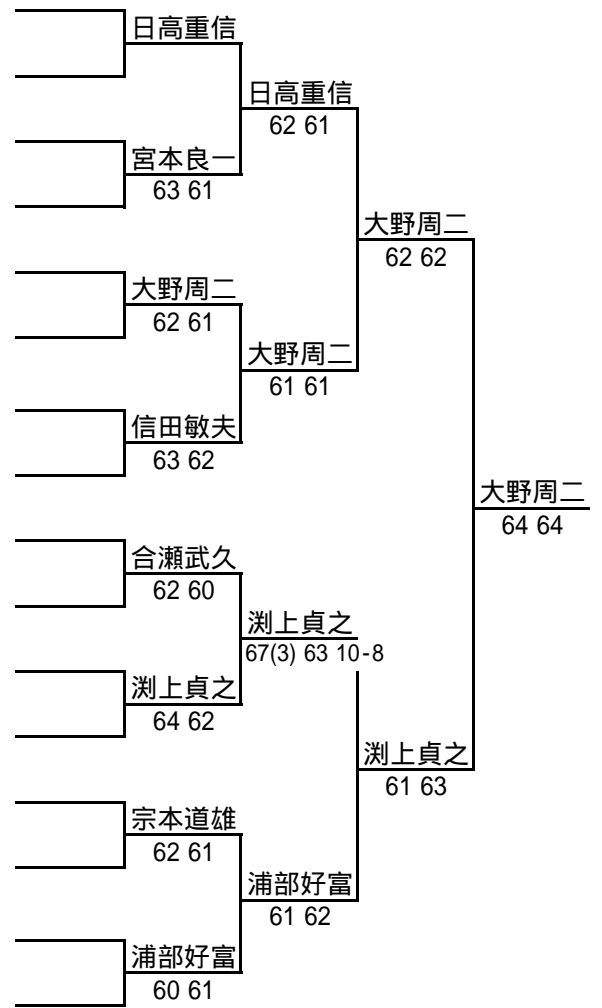 日高重信
日高重信
62 61
宮本良一
63 61
大野周二
62 62
大野周二
62 61
大野周二
61 61
信田敏夫
63 62
大野周二
64 64
合瀬武久
62 60
渕上貞之
67(3) 63 10-8
渕上貞之
64 62
渕上貞之
61 63
宗本道雄
62 61
浦部好富
61 62
浦部好富
60 61